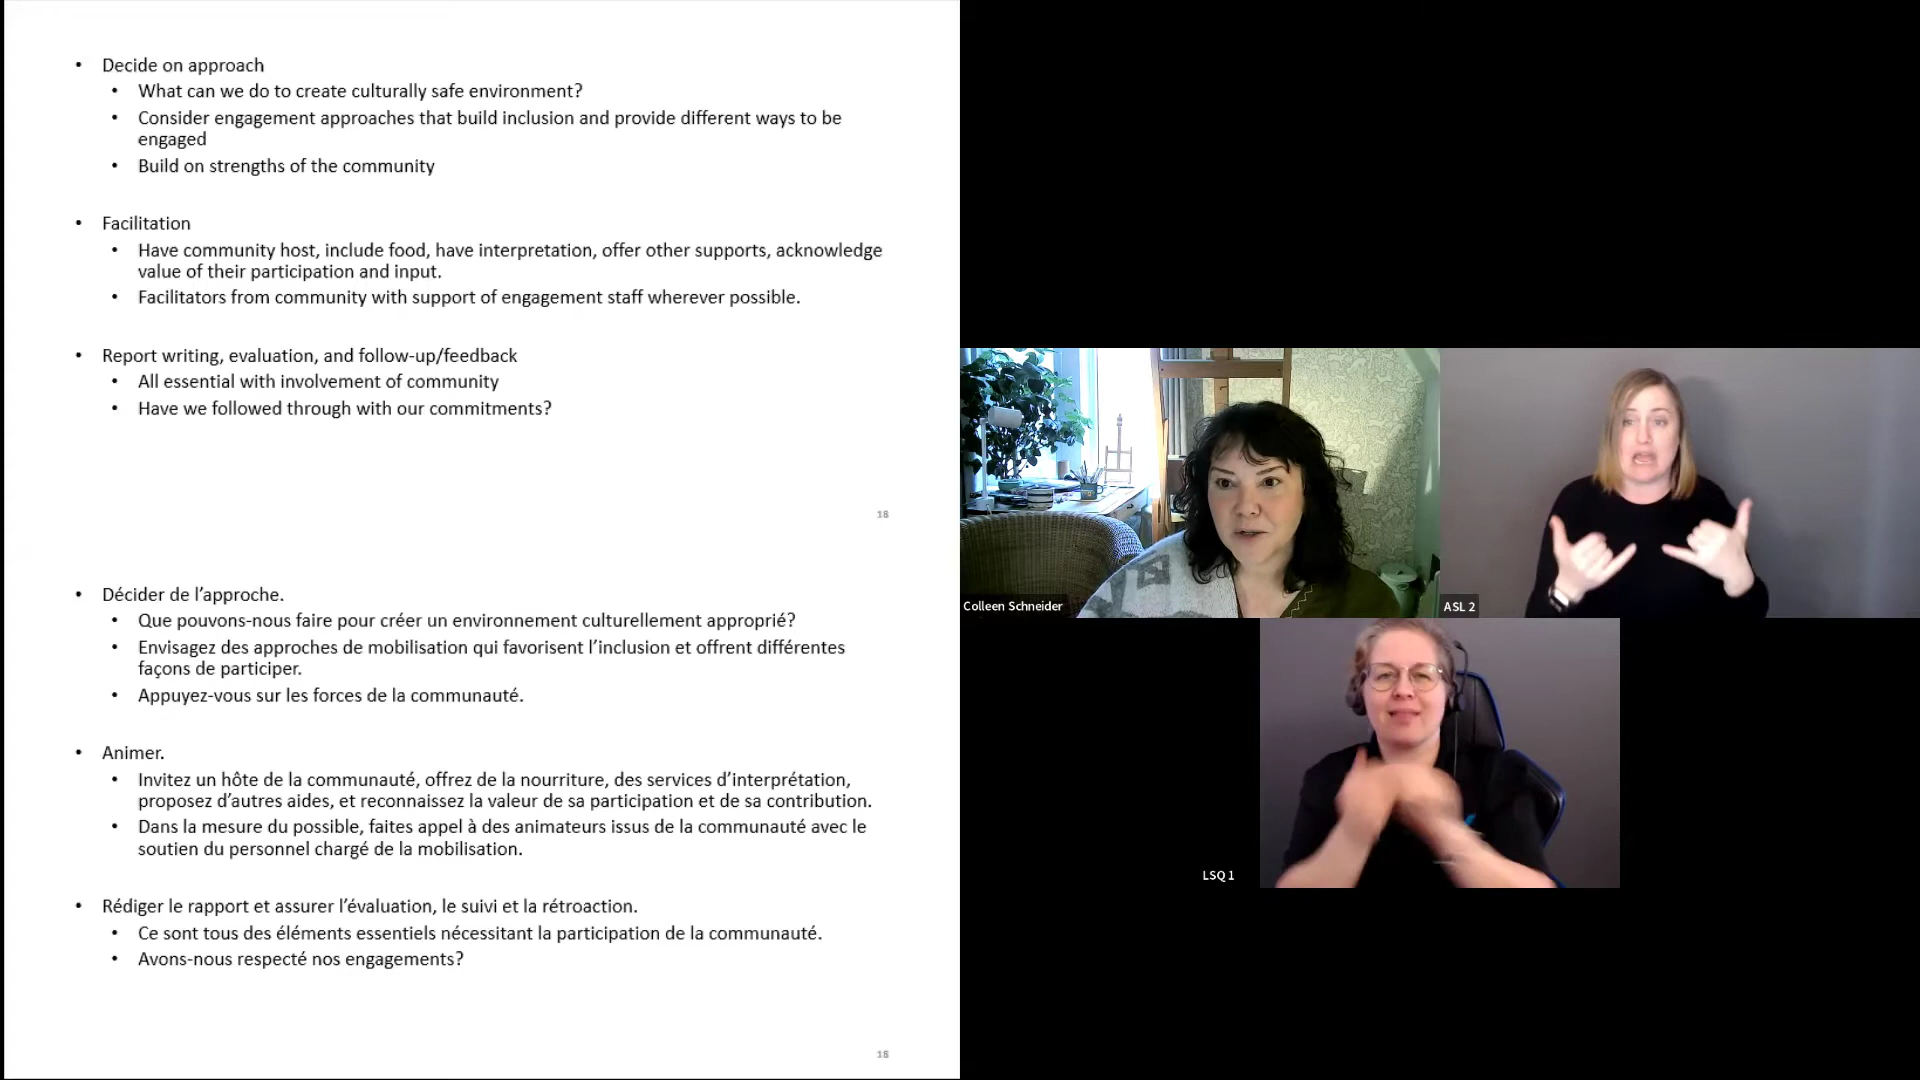 • Decide on approach
• What can we do to create culturally safe environment?
• Consider engagement approaches that build inclusion and provide different ways to be
engaged
• Build on strengths of the community
• Facilitation
• Have community host, include food, have interpretation, offer other supports, acknowledge
value of their participation and input.
• Facilitators from community with support of engagement staff wherever possible.
• Report writing, evaluation, and follow-up/feedback
• All essential with involvement of community
• Have we followed through with our commitments?
• Décider de l’approche.
• Que pouvons-nous faire pour créer un environnement culturellement approprié?
• Envisagez des approches de mobilisation qui favorisent l’inclusion et offrent différentes
façons de participer.
• Appuyez-vous sur les forces de la communauté.
• Animer.
• Invitez un hôte de la communauté, offrez de la nourriture, des services d’interprétation,
proposez d’autres aides, et reconnaissez la valeur de sa participation et de sa contribution.
• Dans la mesure du possible, faites appel à des animateurs issus de la communauté avec le
soutien du personnel chargé de la mobilisation.
• Rédiger le rapport et assurer l’évaluation, le suivi et la rétroaction.
• Ce sont tous des éléments essentiels nécessitant la participation de la communauté.
• Avons-nous respecté nos engagements?
Colleen Schneider
ASL 2
LSQ 1